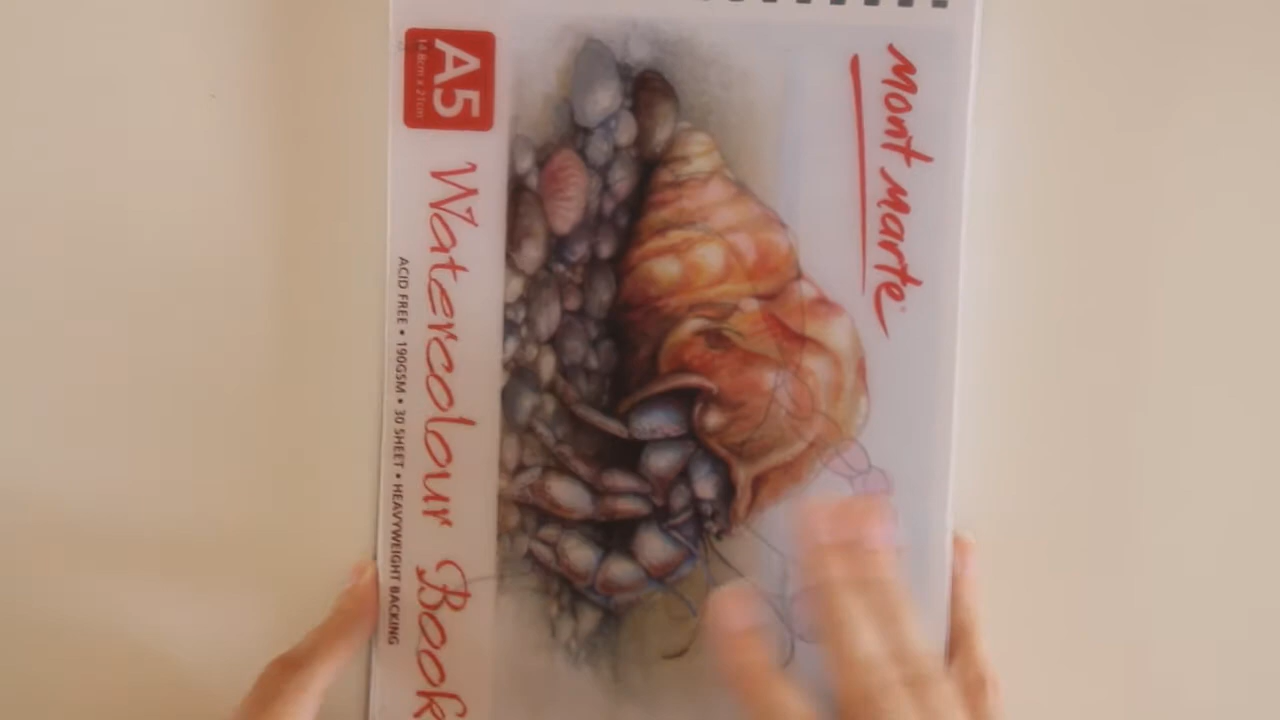 mont marte
A5
14.8cm x 21cm
Watercolour Book
ACID FREE • 190GSM • 30 SHEET • HEAVYWEIGHT BACKING